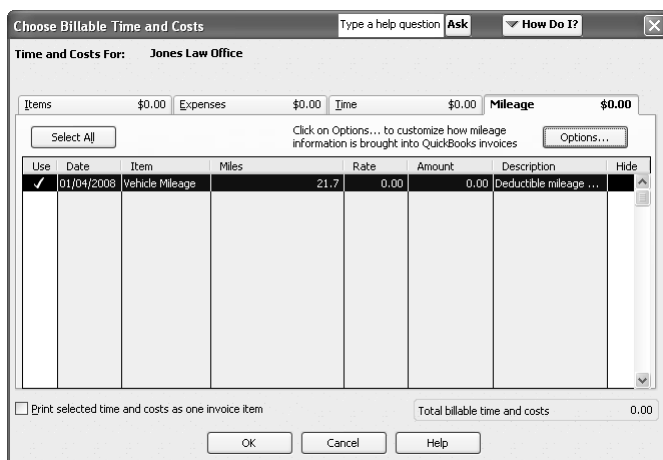 Choose Billable Time and Costs Type a help question Ask How Do I?
Time and Costs For: Jones Law Office
Items $0.00 Expenses $0.00 Time $0.00 Mileage $0.00
Select All Click on Options... to customize how mileage
information is brought into QuickBooks invoices Options...
Use Date Item Miles Rate Amount Description Hide
01/04/2008 Vehicle Mileage 21.7 0.00 0.00 Deductible mileage ...
Print selected time and costs as one invoice item Total billable time and costs 0.00
OK Cancel Help